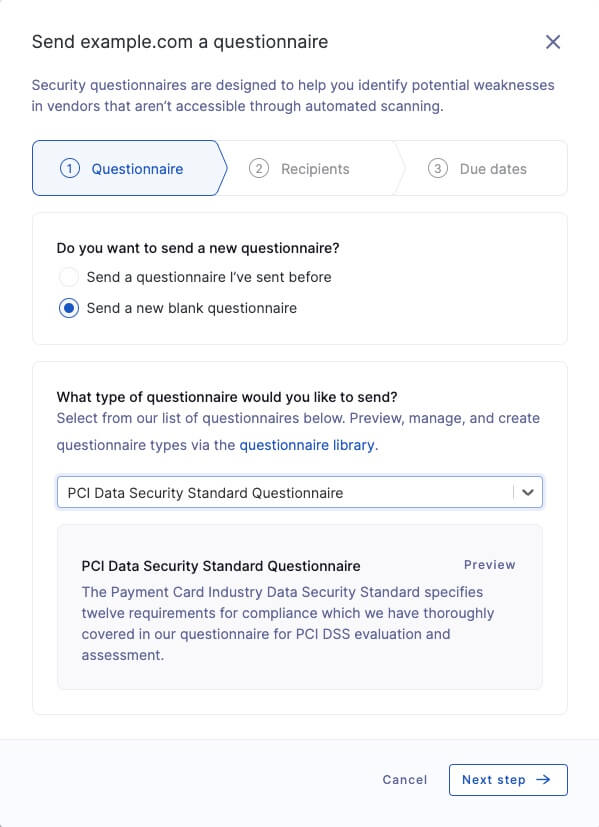 Send example.com a questionnaire
Security questionnaires are designed to help you identify potential weaknesses
in vendors that aren’t accessible through automated scanning.
1 Questionnaire
2 Recipients
3 Due dates
Do you want to send a new questionnaire?
Send a questionnaire I’ve sent before
Send a new blank questionnaire
What type of questionnaire would you like to send?
Select from our list of questionnaires below. Preview, manage, and create
questionnaire types via the questionnaire library.
PCI Data Security Standard Questionnaire
PCI Data Security Standard Questionnaire
Preview
The Payment Card Industry Data Security Standard specifies
twelve requirements for compliance which we have thoroughly
covered in our questionnaire for PCI DSS evaluation and
assessment.
Cancel
Next step